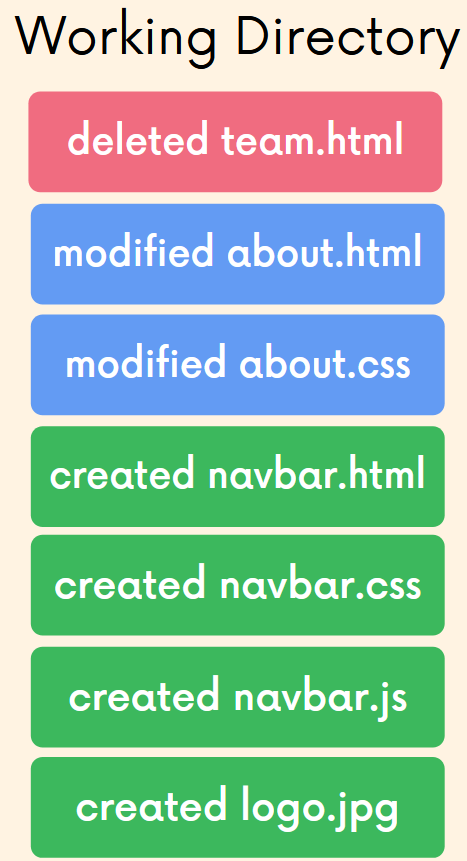 Working Directory
deleted team.html
modified about.html
modified about.css
created navbar.html
created navbar.css
created navbar.js
created logo.jpg